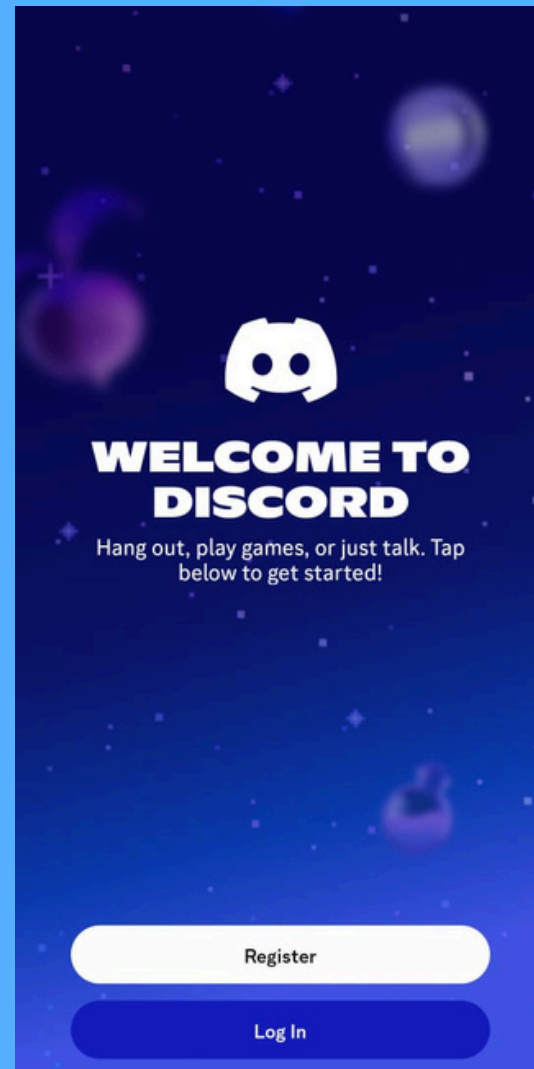 WELCOME TO
DISCORD
Hang out, play games, or just talk. Tap
below to get started!
Register
Log In